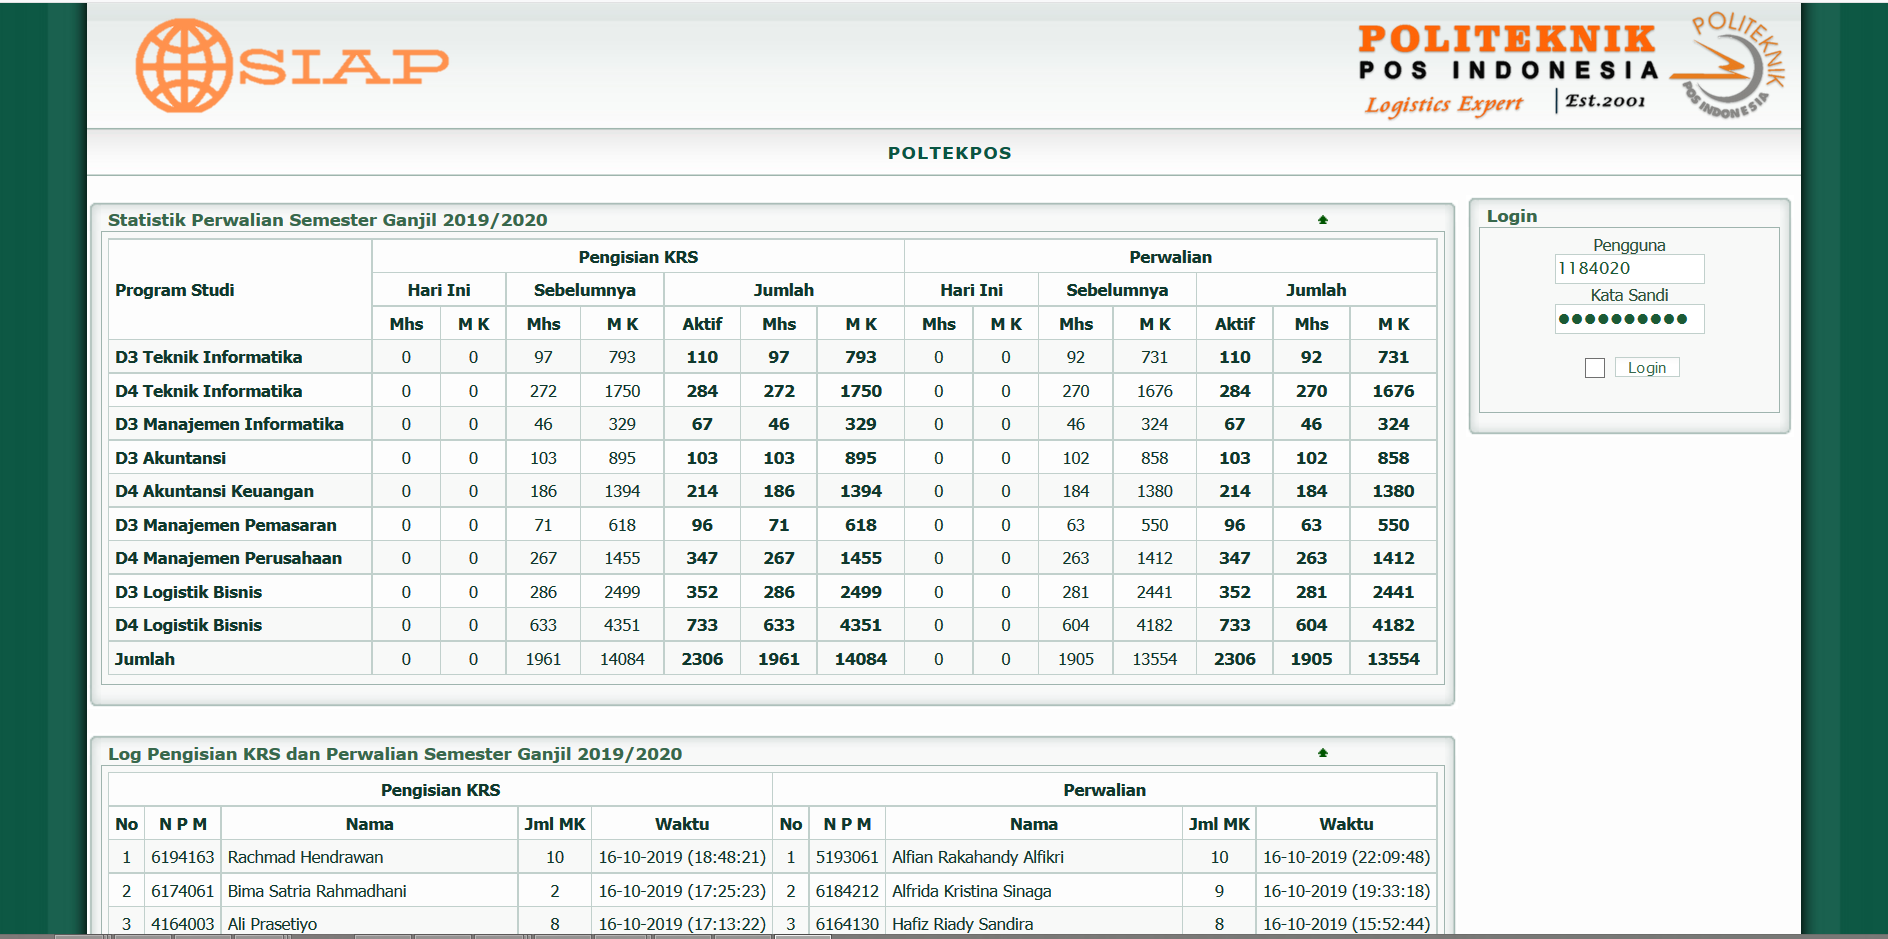 SIAP
POLITEKNIK
POS INDONESIA
Logistics Expert | Est.2001
POLITEKNIK
POS INDONESIA
POLTEKPOS
Statistik Perwalian Semester Ganjil 2019/2020
Program Studi Pengisian KRS Perwalian
Hari Ini Sebelumnya Jumlah Hari Ini Sebelumnya Jumlah
Mhs M K Mhs M K Aktif Mhs M K Mhs M K Mhs M K Aktif Mhs M K
D3 Teknik Informatika 0 0 97 793 110 97 793 0 0 92 731 110 92 731
D4 Teknik Informatika 0 0 272 1750 284 272 1750 0 0 270 1676 284 270 1676
D3 Manajemen Informatika 0 0 46 329 67 46 329 0 0 46 324 67 46 324
D3 Akuntansi 0 0 103 895 103 103 895 0 0 102 858 103 102 858
D4 Akuntansi Keuangan 0 0 186 1394 214 186 1394 0 0 184 1380 214 184 1380
D3 Manajemen Pemasaran 0 0 71 618 96 71 618 0 0 63 550 96 63 550
D4 Manajemen Perusahaan 0 0 267 1455 347 267 1455 0 0 263 1412 347 263 1412
D3 Logistik Bisnis 0 0 286 2499 352 286 2499 0 0 281 2441 352 281 2441
D4 Logistik Bisnis 0 0 633 4351 733 633 4351 0 0 604 4182 733 604 4182
Jumlah 0 0 1961 14084 2306 1961 14084 0 0 1905 13554 2306 1905 13554
Login
Pengguna
1184020
Kata Sandi
●●●●●●●●●●
Login
Log Pengisian KRS dan Perwalian Semester Ganjil 2019/2020
Pengisian KRS Perwalian
No N P M Nama Jml MK Waktu No N P M Nama Jml MK Waktu
1 6194163 Rachmad Hendrawan 10 16-10-2019 (18:48:21) 1 5193061 Alfian Rakahandy Alfikri 10 16-10-2019 (22:09:48)
2 6174061 Bima Satria Rahmadhani 2 16-10-2019 (17:25:23) 2 6184212 Alfrida Kristina Sinaga 9 16-10-2019 (19:33:18)
3 4164003 Ali Prasetiyo 8 16-10-2019 (17:13:22) 3 6164130 Hafiz Riady Sandira 8 16-10-2019 (15:52:44)